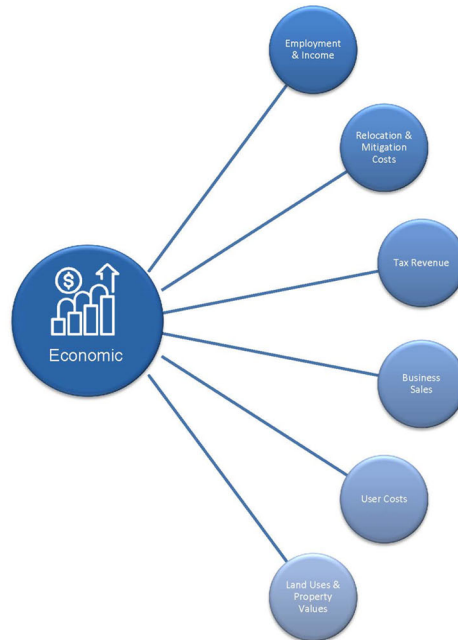 Employment
& Income
Relocation &
Mitigation
Costs
Tax Revenue
$
Economic
Business
Sales
User Costs
Land Uses &
Property
Values